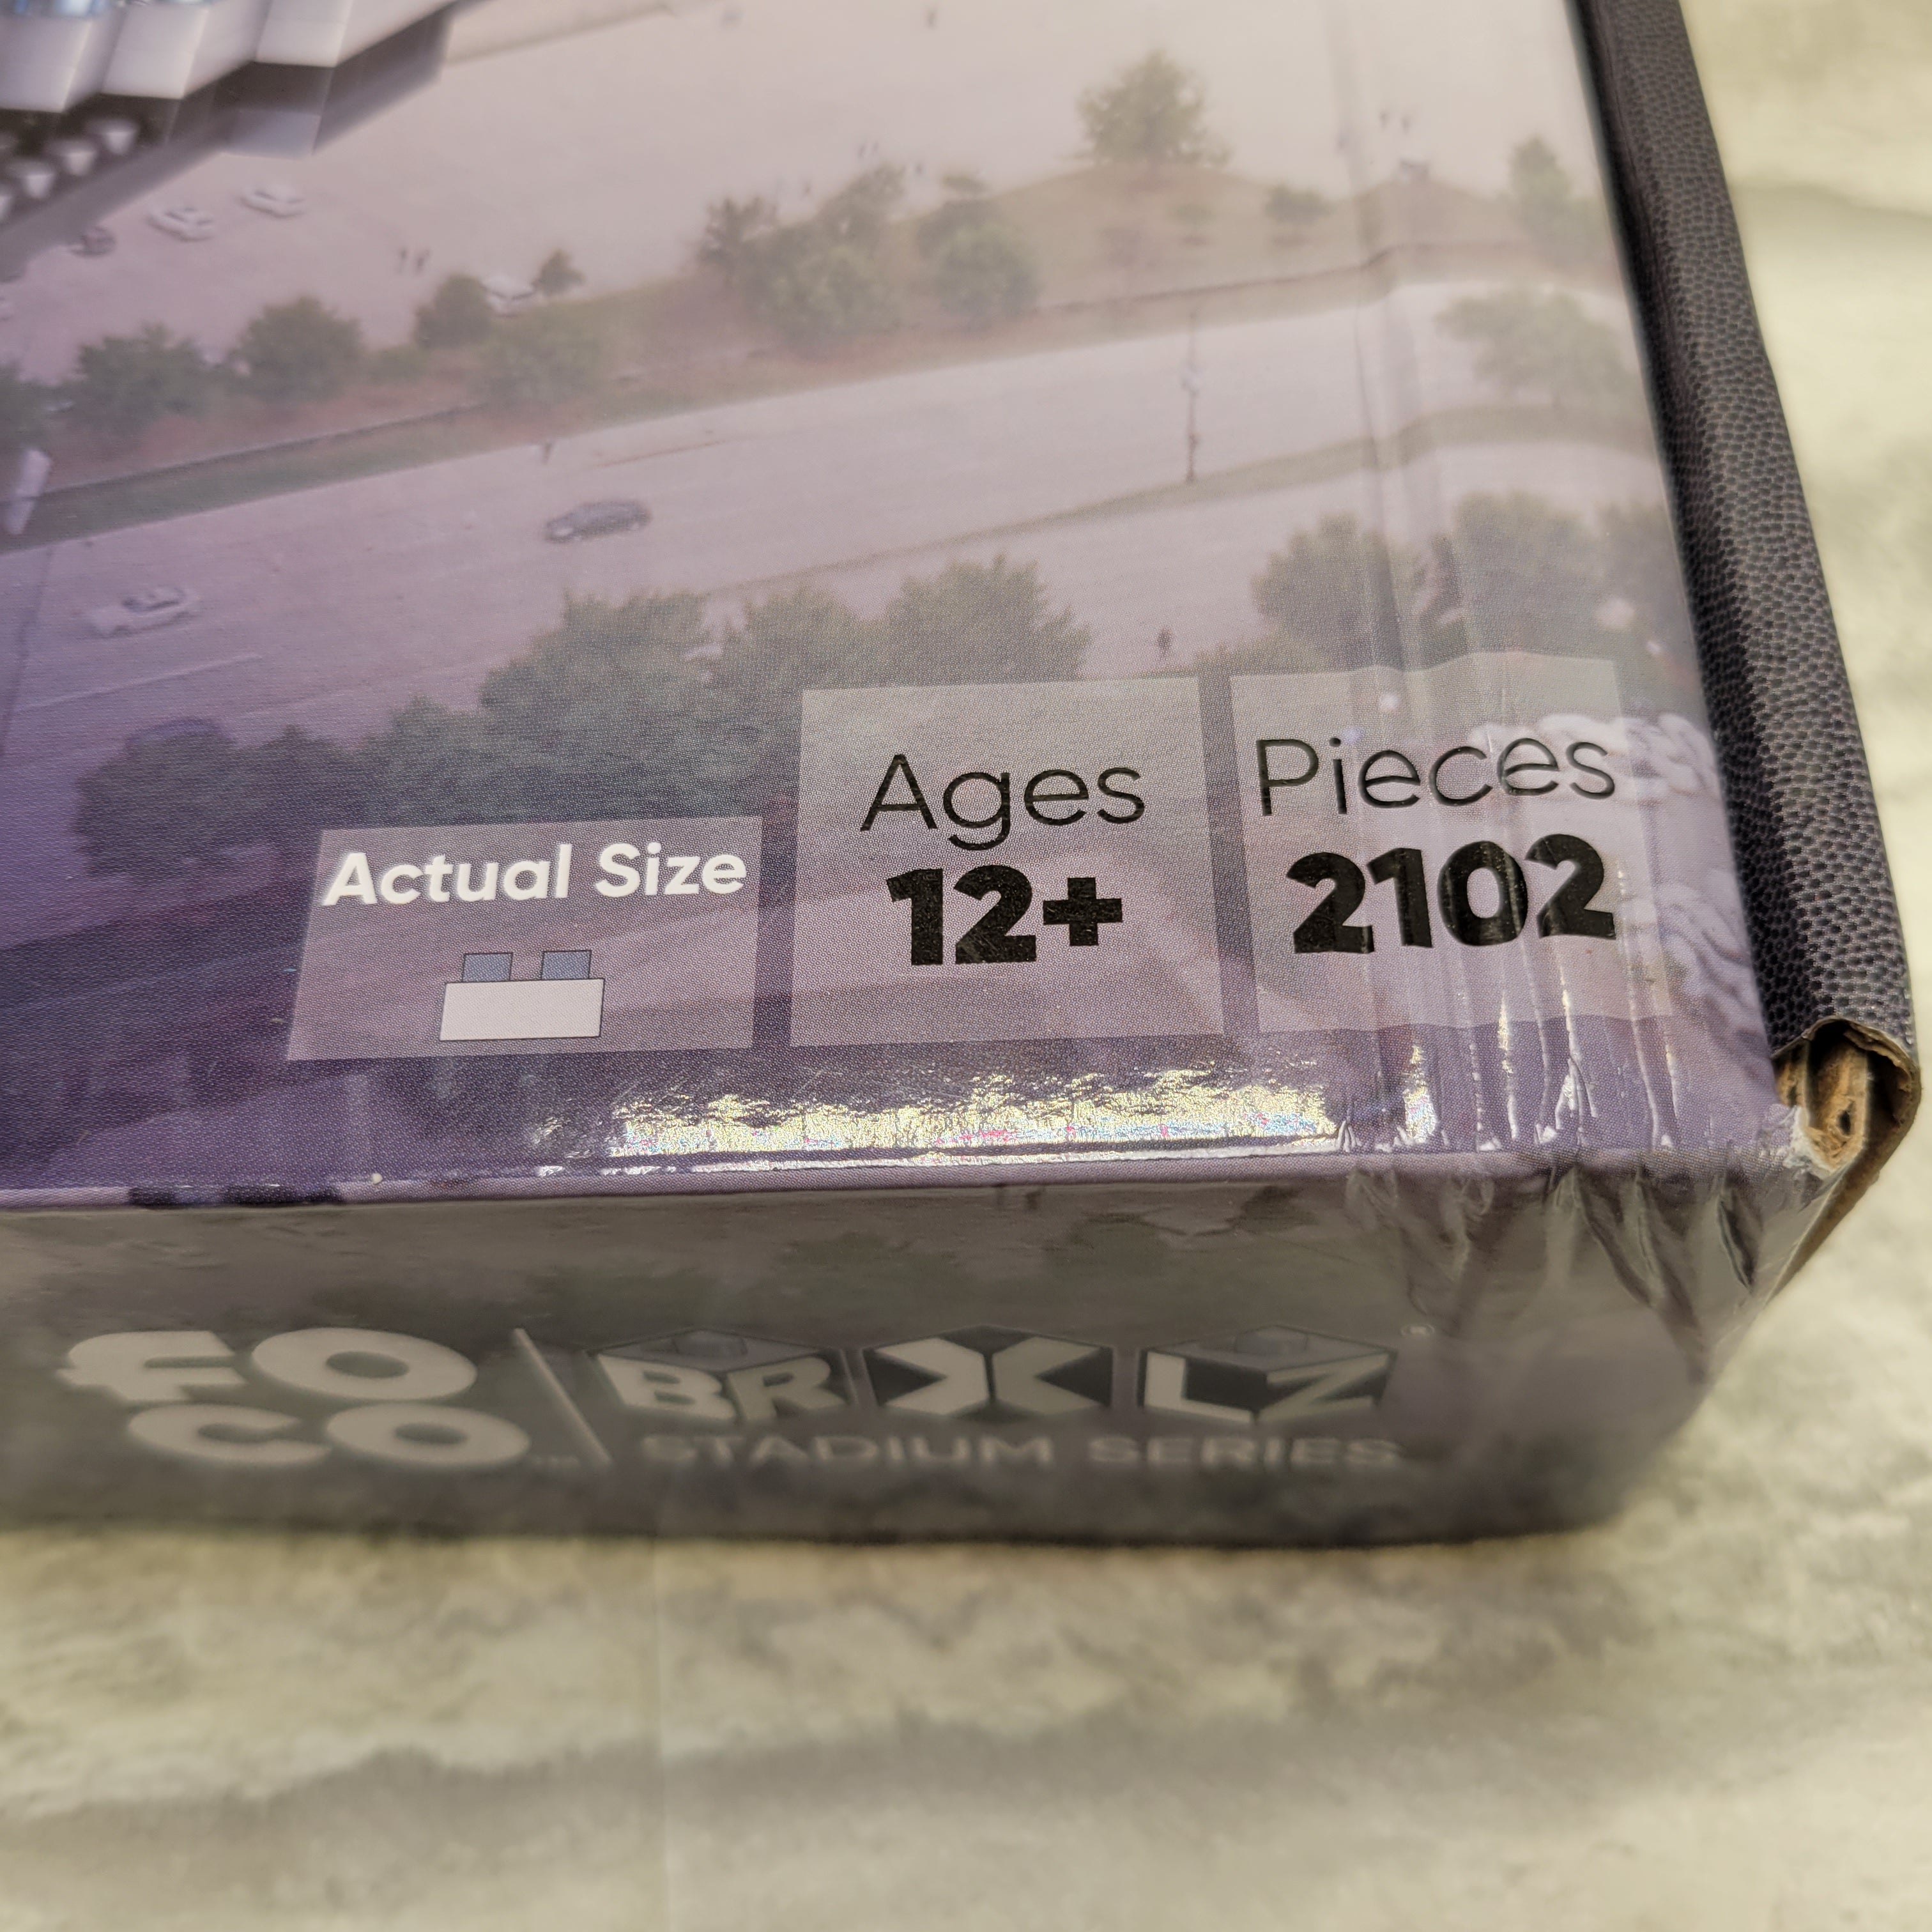 Actual Size
Ages
12+
Pieces
2102
FO
CO
BRXLZ®
STADIUM SERIES